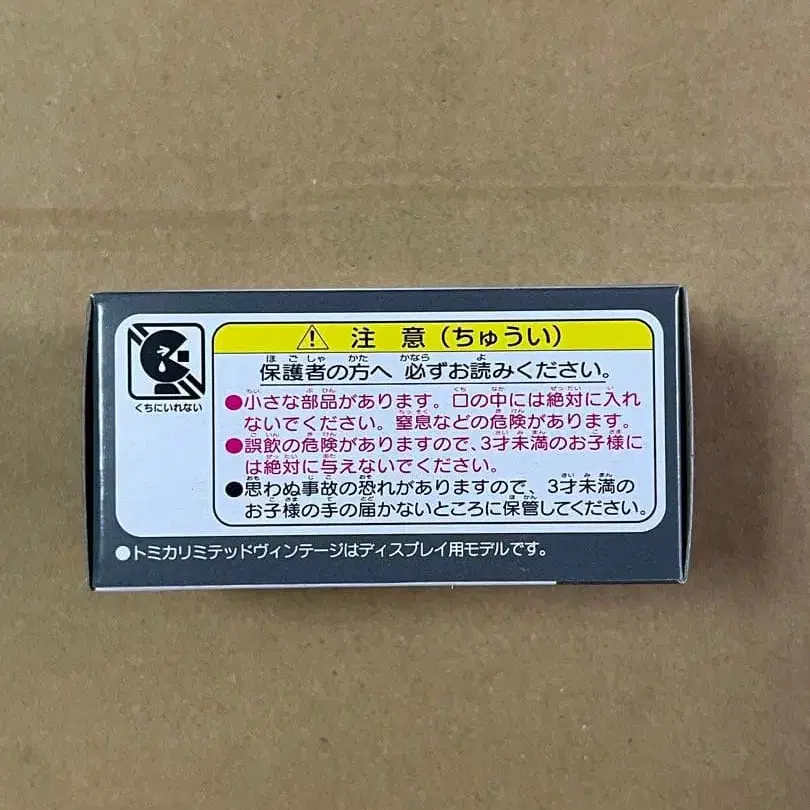 注意(ちゅうい)
保護者の方へ 必ずお読みください。
●小さな部品があります。口の中には絶対に入れ
ないでください。窒息などの危険があります。
●誤飲の危険がありますので、3才未満のお子様に
は絶対に与えないでください。
●思わぬ事故の恐れがありますので、3才未満の
お子様の手の届かないところに保管してください。
くちにいれない
●トミカリミテッドヴィンテージはディスプレイ用モデルです。